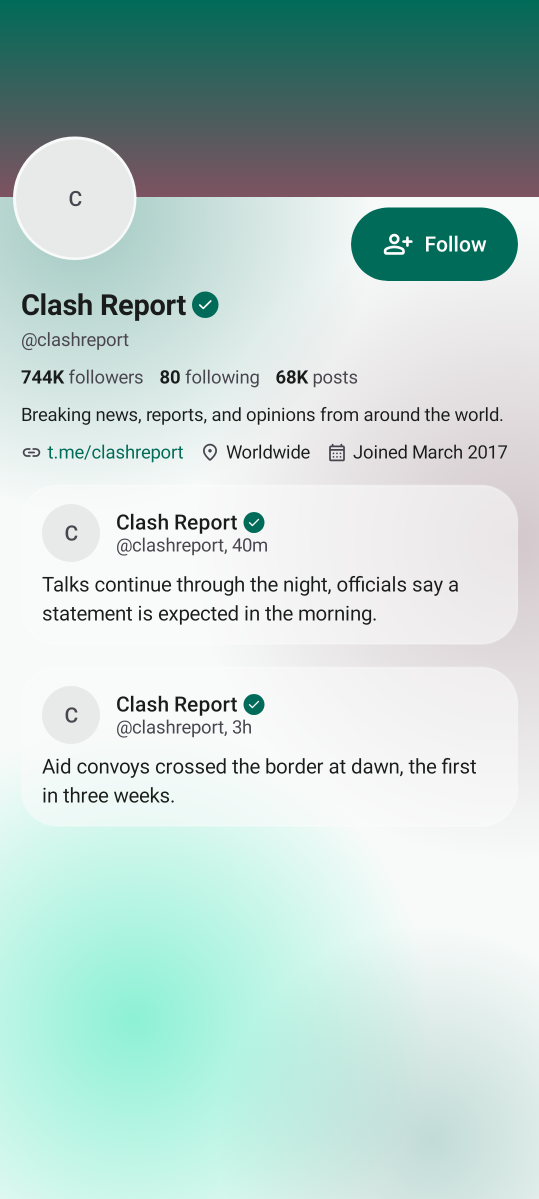 C
Follow
Clash Report
@clashreport
744K followers 80 following 68K posts
Breaking news, reports, and opinions from around the world.
t.me/clashreport Worldwide Joined March 2017
C
Clash Report
@clashreport, 40m
Talks continue through the night, officials say a
statement is expected in the morning.
C
Clash Report
@clashreport, 3h
Aid convoys crossed the border at dawn, the first
in three weeks.